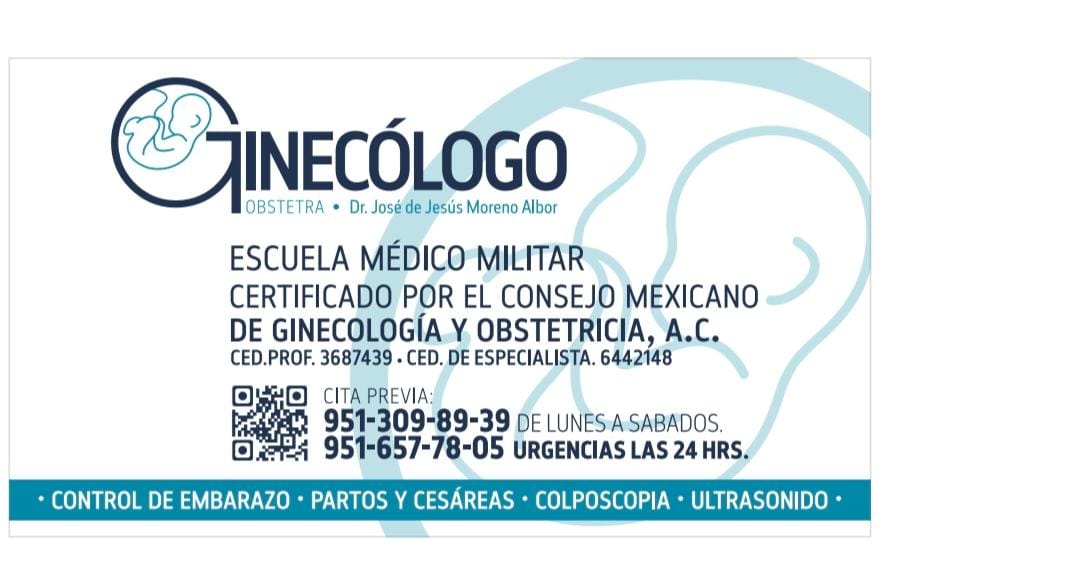 GINECÓLOGO
OBSTETRA • Dr. José de Jesús Moreno Albor
ESCUELA MÉDICO MILITAR
CERTIFICADO POR EL CONSEJO MEXICANO
DE GINECOLOGÍA Y OBSTETRICIA, A.C.
CED.PROF. 3687439 • CED. DE ESPECIALISTA. 6442148
CITA PREVIA:
951-309-89-39 DE LUNES A SABADOS.
951-657-78-05 URGENCIAS LAS 24 HRS.
• CONTROL DE EMBARAZO • PARTOS Y CESÁREAS • COLPOSCOPIA • ULTRASONIDO •